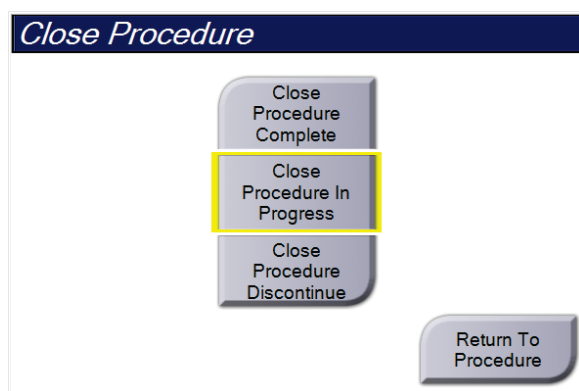 Close Procedure
Close
Procedure
Complete
Close
Procedure In
Progress
Close
Procedure
Discontinue
Return To
Procedure